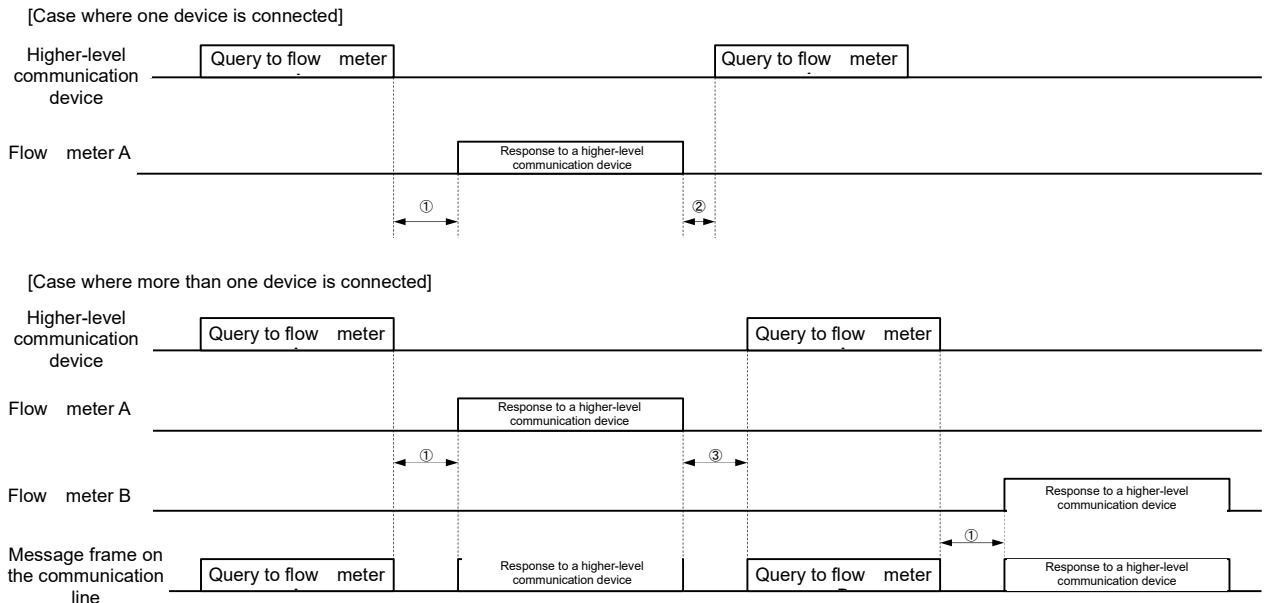 [Case where one device is connected]
Higher-level
communication
device
Query to flow meter
Query to flow meter
Flow meter A
Response to a higher-level
communication device
①
②
[Case where more than one device is connected]
Higher-level
communication
device
Query to flow meter
Query to flow meter
Flow meter A
Response to a higher-level
communication device
①
③
Flow meter B
Response to a higher-level
communication device
①
Message frame on
the communication
line
Query to flow meter
Response to a higher-level
communication device
Query to flow meter
Response to a higher-level
communication device